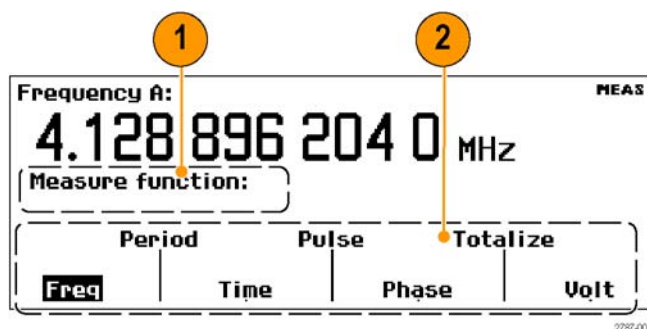 1 2
Frequency A: MEAS
4.128 896 204 0 MHz
Measure function:
Period Pulse Totalize
Freq Time Phase Volt
2787-00